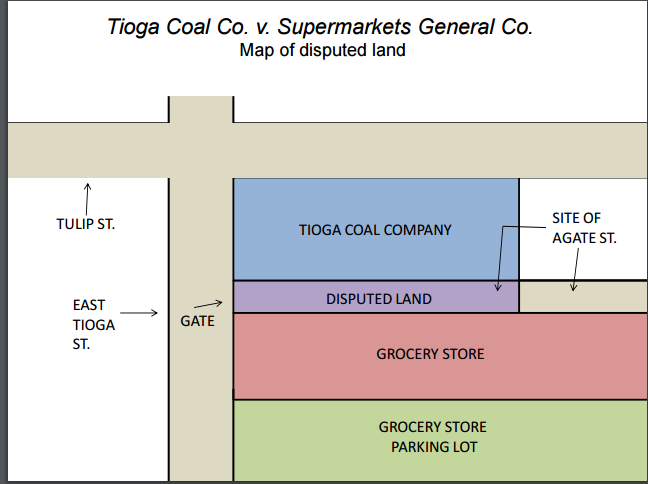 Tioga Coal Co. v. Supermarkets General Co.
Map of disputed land
TULIP ST.
TIOGA COAL COMPANY
SITE OF
AGATE ST.
DISPUTED LAND
EAST
TIOGA
ST.
GATE
GROCERY STORE
GROCERY STORE
PARKING LOT